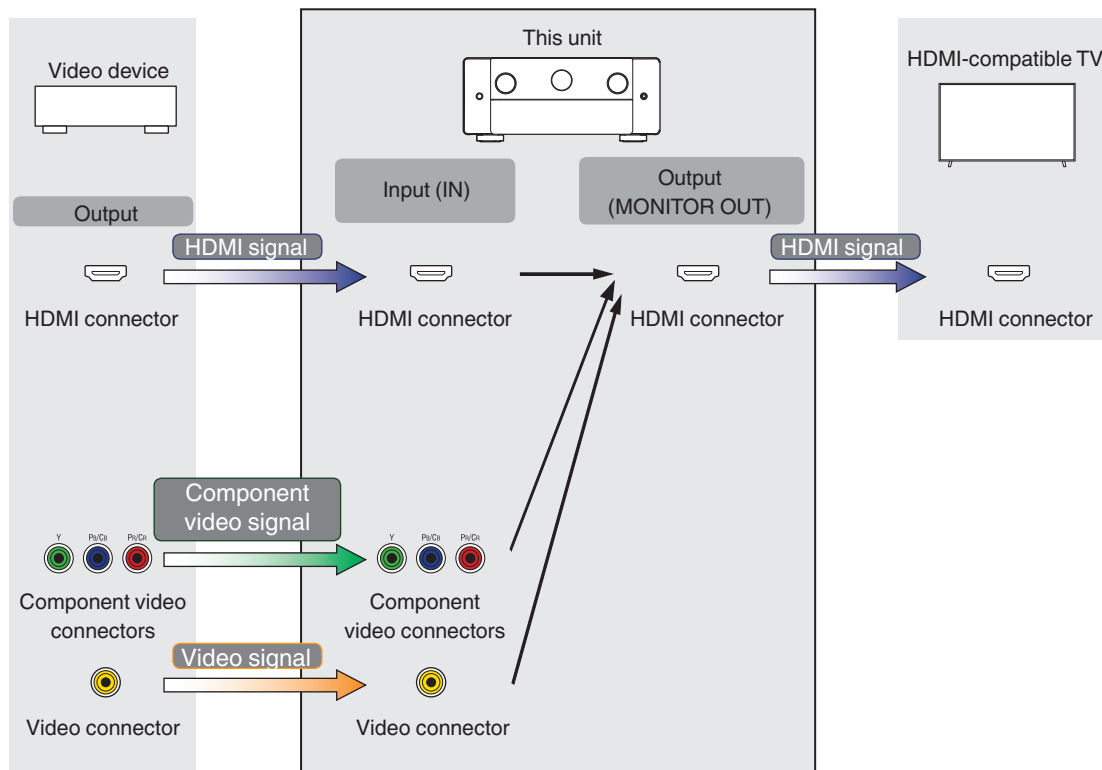 This unit
Video device
HDMI-compatible TV
Input (IN)
Output
(MONITOR OUT)
Output
HDMI signal
HDMI signal
HDMI connector
HDMI connector
HDMI connector
HDMI connector
Component
video signal
Y PB/CB PR/CR
Y PB/CB PR/CR
Component video
connectors
Component
video connectors
Video signal
Video connector
Video connector